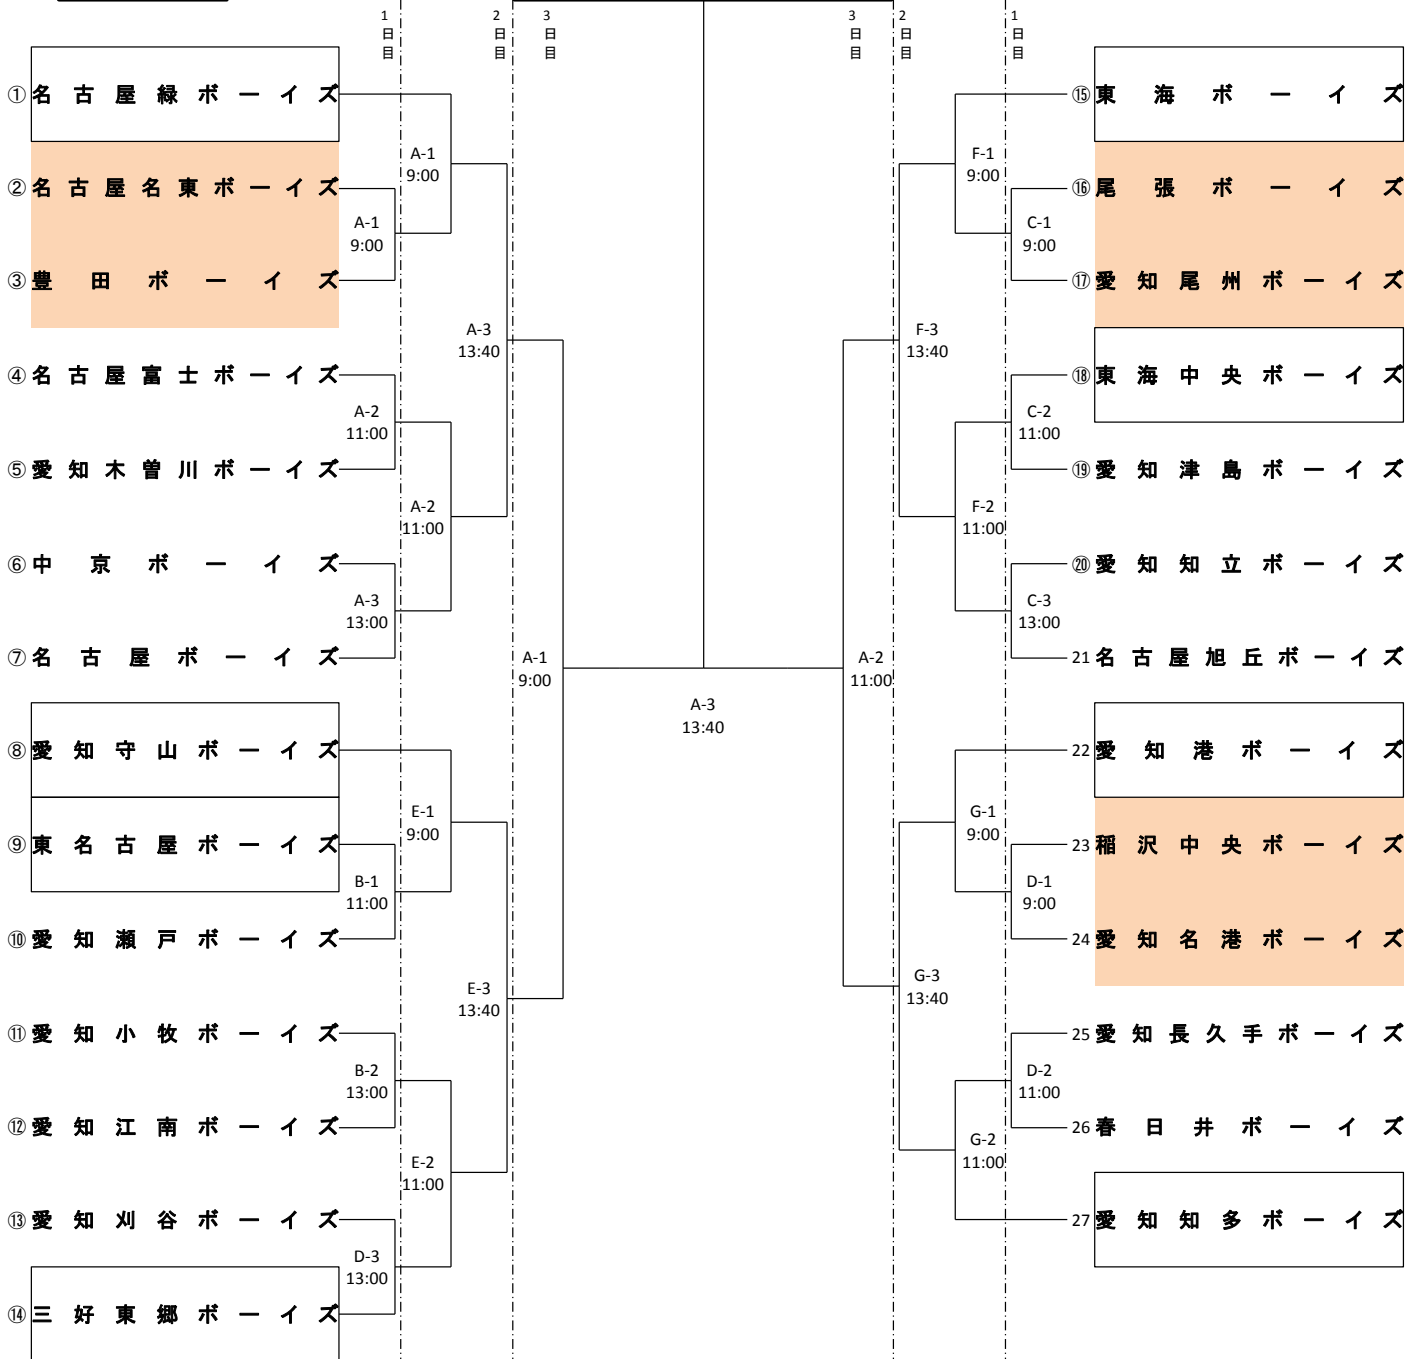 1日目
2日目
3日目
3日目
2日目
1日目
①名古屋緑ボーイズ
②名古屋名東ボーイズ
③豊田ボーイズ
④名古屋富士ボーイズ
⑤愛知木曽川ボーイズ
⑥中京ボーイズ
⑦名古屋ボーイズ
⑧愛知守山ボーイズ
⑨東名古屋ボーイズ
⑩愛知瀬戸ボーイズ
⑪愛知小牧ボーイズ
⑫愛知江南ボーイズ
⑬愛知刈谷ボーイズ
⑭三好東郷ボーイズ
A-1
9:00
A-2
11:00
A-3
13:00
B-1
11:00
B-2
13:00
D-3
13:00
A-1
9:00
A-2
11:00
E-1
9:00
E-2
11:00
A-3
13:40
E-3
13:40
A-1
9:00
A-3
13:40
A-2
11:00
F-3
13:40
G-3
13:40
F-1
9:00
F-2
11:00
G-1
9:00
G-2
11:00
C-1
9:00
C-2
11:00
C-3
13:00
D-1
9:00
D-2
11:00
⑮東海ボーイズ
⑯尾張ボーイズ
⑰愛知尾州ボーイズ
⑱東海中央ボーイズ
⑲愛知津島ボーイズ
⑳愛知知立ボーイズ
21名古屋旭丘ボーイズ
22愛知港ボーイズ
23稲沢中央ボーイズ
24愛知名港ボーイズ
25愛知長久手ボーイズ
26春日井ボーイズ
27愛知知多ボーイズ